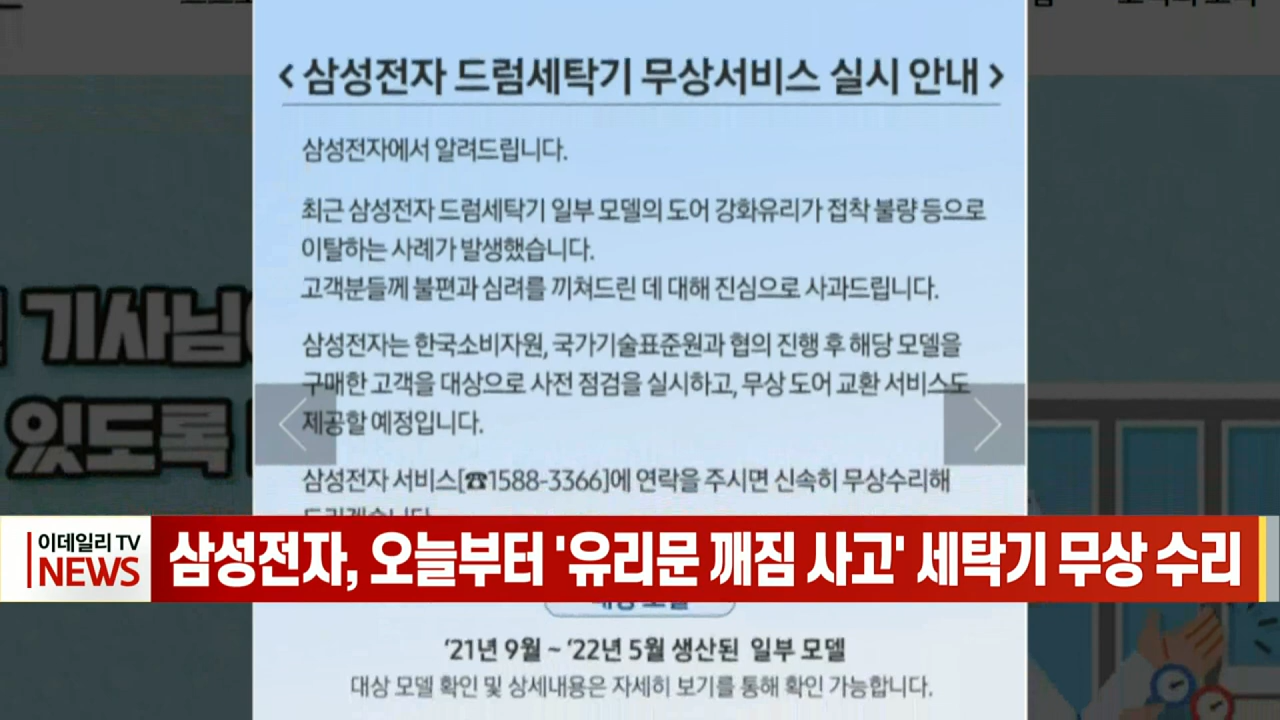 < 삼성전자 드럼세탁기 무상서비스 실시 안내 >
삼성전자에서 알려드립니다.
최근 삼성전자 드럼세탁기 일부 모델의 도어 강화유리가 접착 불량 등으로
이탈하는 사례가 발생했습니다.
고객분들께 불편과 심려를 끼쳐드린 데 대해 진심으로 사과드립니다.
기사님
있도록
삼성전자는 한국소비자원, 국가기술표준원과 협의 진행 후 해당 모델을
구매한 고객을 대상으로 사전 점검을 실시하고, 무상 도어 교환 서비스도
제공할 예정입니다.
삼성전자 서비스[☎1588-3366]에 연락을 주시면 신속히 무상수리해
이데일리 TV
NEWS
삼성전자, 오늘부터 '유리문 깨짐 사고' 세탁기 무상 수리
‘21년 9월 ~ ‘22년 5월 생산된 일부 모델
대상 모델 확인 및 상세내용은 자세히 보기를 통해 확인 가능합니다.